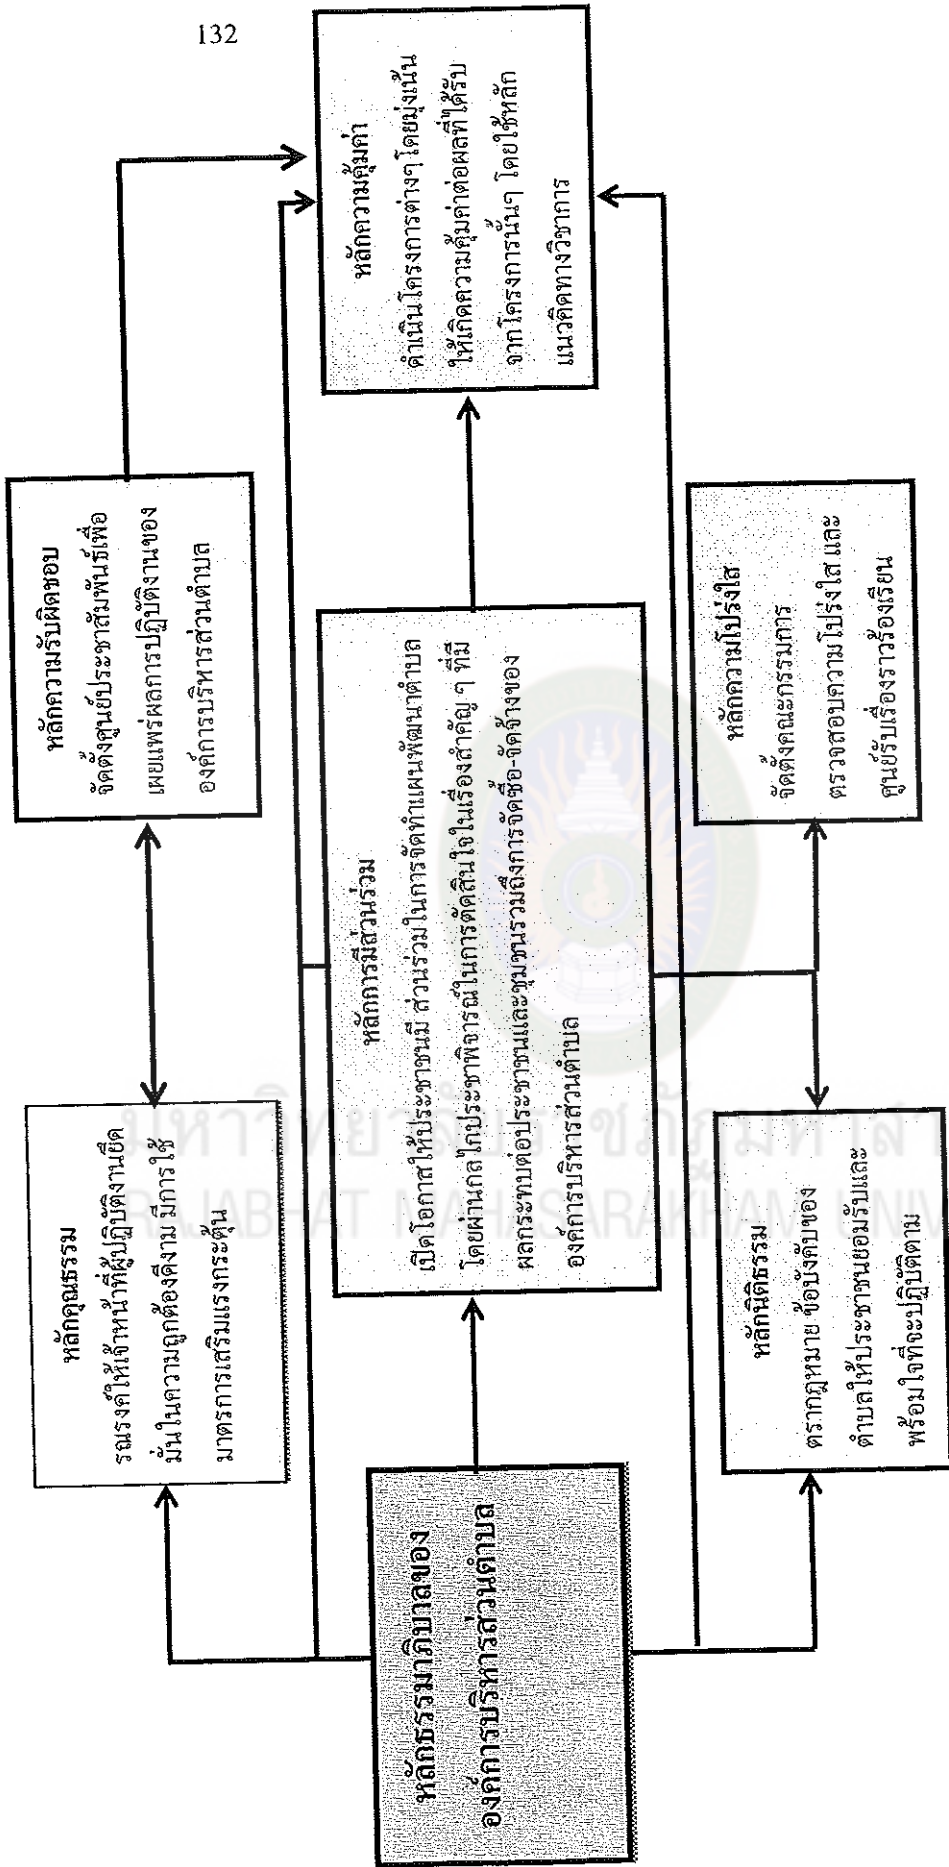 132
หลักธรรมาภิบาลของ
องค์การบริหารส่วนตำบล
หลักคุณธรรม
รณรงค์ให้เจ้าหน้าที่ผู้ปฏิบัติงานยึด
มั่นในความถูกต้องดีงาม มีการใช้
มาตรการเสริมแรงกระตุ้น
หลักความรับผิดชอบ
จัดตั้งศูนย์ประชาสัมพันธ์เพื่อ
เผยแพร่ผลการปฏิบัติงานของ
องค์การบริหารส่วนตำบล
หลักการมีส่วนร่วม
เปิดโอกาสให้ประชาชนมี ส่วนร่วมในการจัดทำแผนพัฒนาตำบล
โดยผ่านกลไกประชาพิจารณ์ในการตัดสินใจในเรื่องสำคัญ ๆ ที่มี
ผลกระทบต่อประชาชนและชุมชนรวมถึงการจัดซื้อ-จัดจ้างของ
องค์การบริหารส่วนตำบล
หลักความคุ้มค่า
ดำเนินโครงการต่างๆ โดยมุ่งเน้น
ให้เกิดความคุ้มค่าต่อผลที่ได้รับ
จากโครงการนั้นๆ โดยใช้หลัก
แนวคิดทางวิชาการ
หลักนิติธรรม
ตรากฎหมาย ข้อบังคับของ
ตำบลให้ประชาชนยอมรับและ
พร้อมใจที่จะปฏิบัติตาม
หลักความโปร่งใส
จัดตั้งคณะกรรมการ
ตรวจสอบความโปร่งใส และ
ศูนย์รับเรื่องราวร้องเรียน
มหาวิทยาลัยราชภัฏมหาสา
RAJABHAT MAHASARAKHAM UNIV